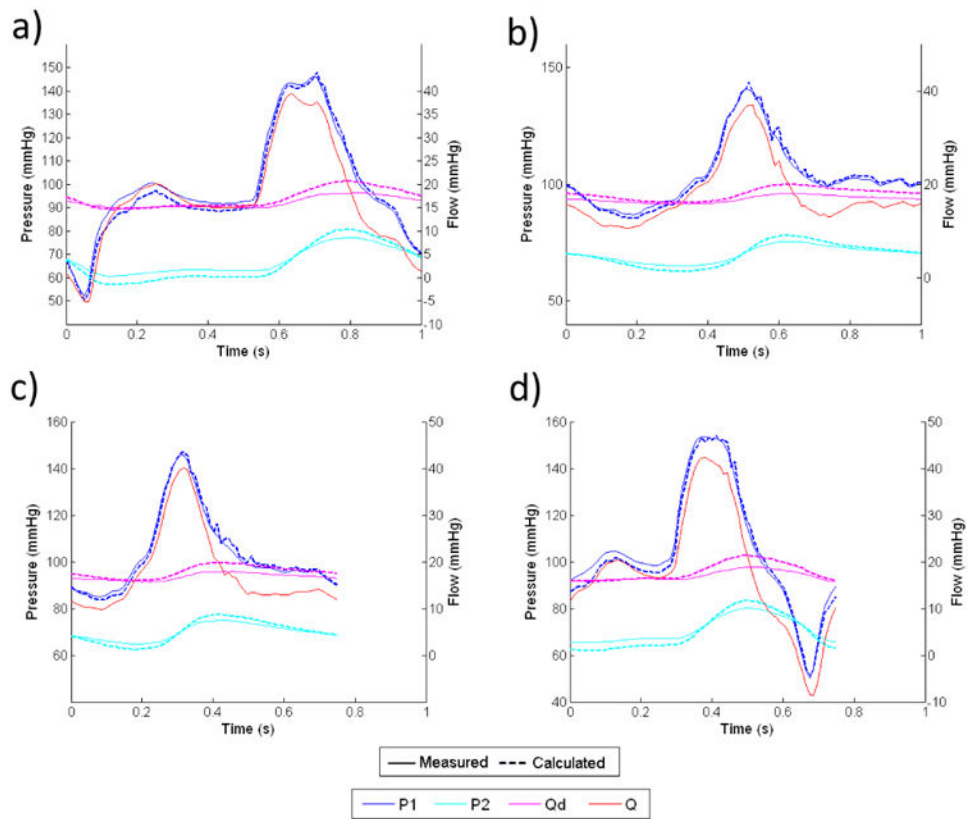 a)
160
150
140
130
120
110
100
90
80
70
60
50
40
Pressure (mmHg)
40
35
30
25
20
15
10
5
0
-5
-10
Flow (mmHg)
0 0.2 0.4 0.6 0.8 1
Time (s)
b)
150
100
50
Pressure (mmHg)
40
20
0
Flow (mmHg)
0 0.2 0.4 0.6 0.8 1
Time (s)
c)
160
140
120
100
80
60
Pressure (mmHg)
50
40
30
20
10
0
Flow (mmHg)
0 0.2 0.4 0.6 0.8 1
Time (s)
d)
160
140
120
100
80
60
40
Pressure (mmHg)
50
40
30
20
10
0
-10
Flow (mmHg)
0 0.2 0.4 0.6 0.8 1
Time (s)
Measured Calculated
P1 P2 Qd Q